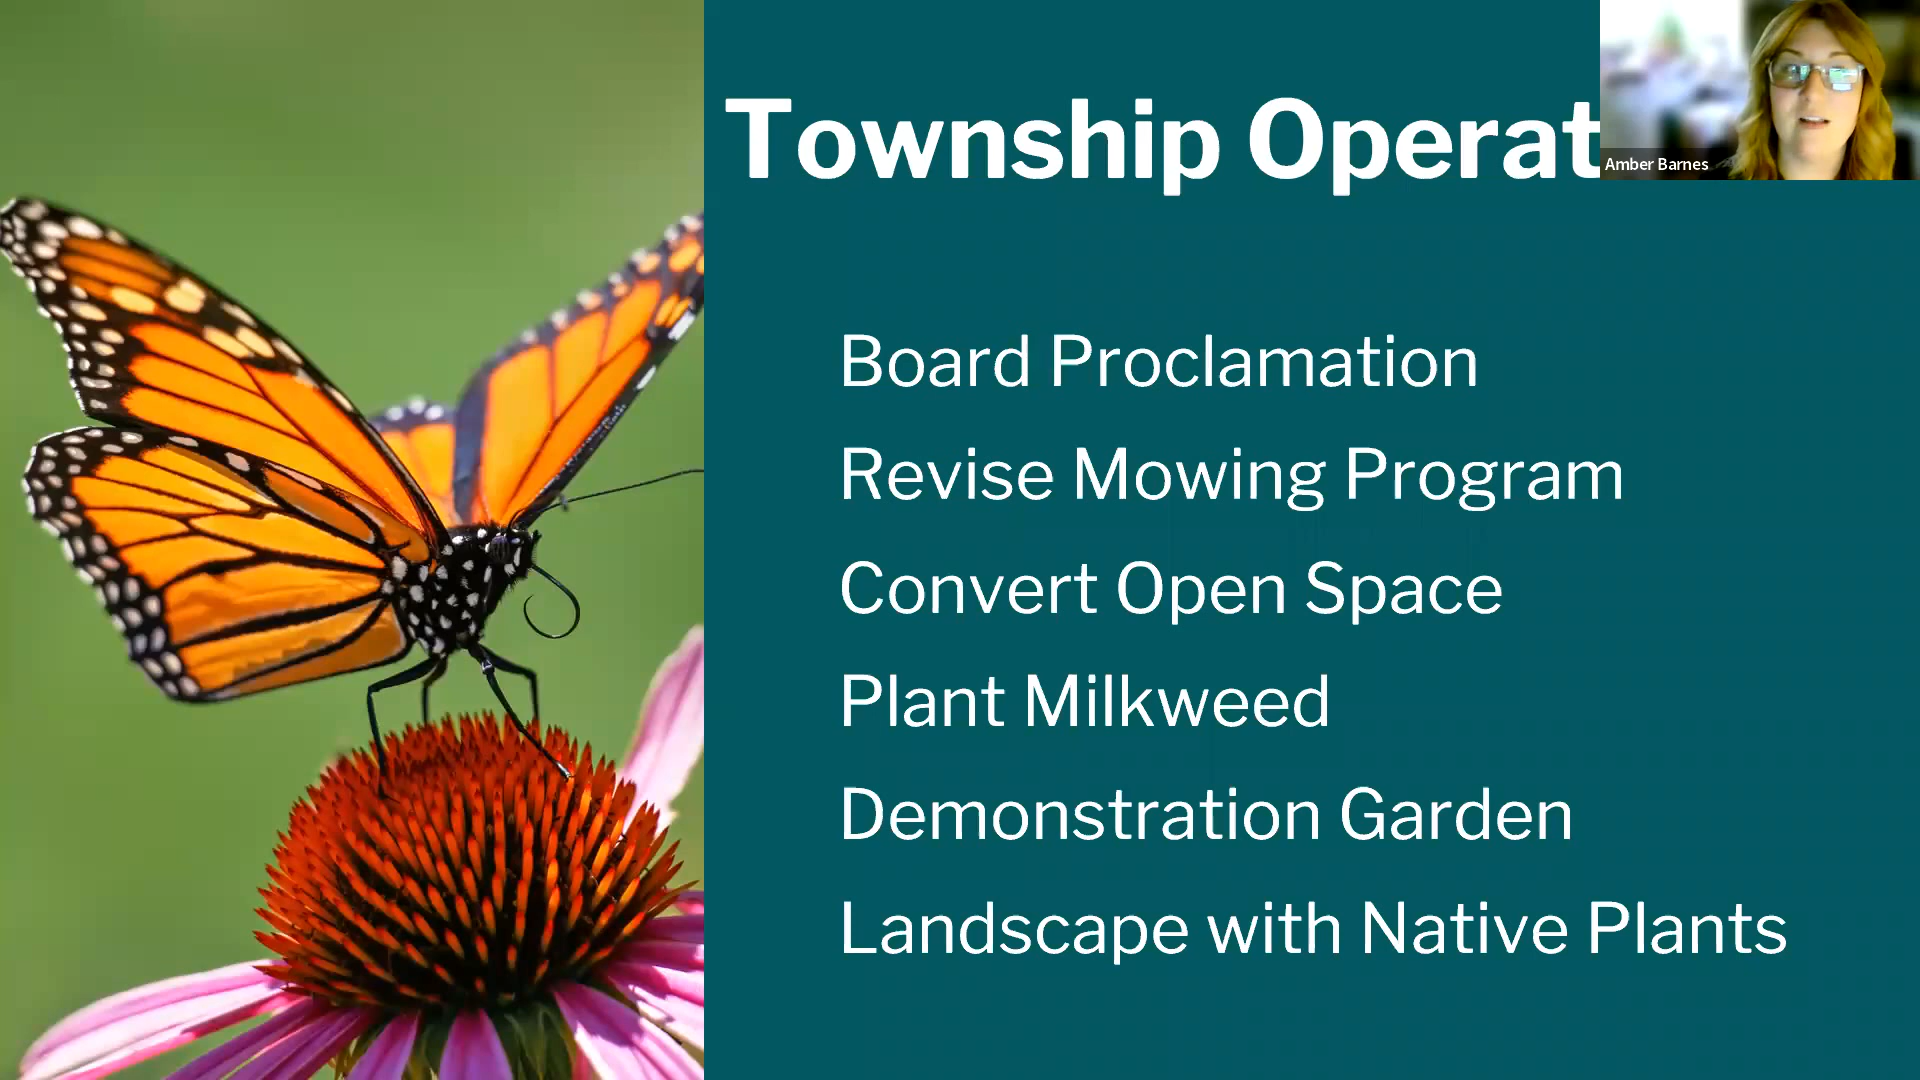 Township Operat
Amber Barnes
Board Proclamation
Revise Mowing Program
Convert Open Space
Plant Milkweed
Demonstration Garden
Landscape with Native Plants